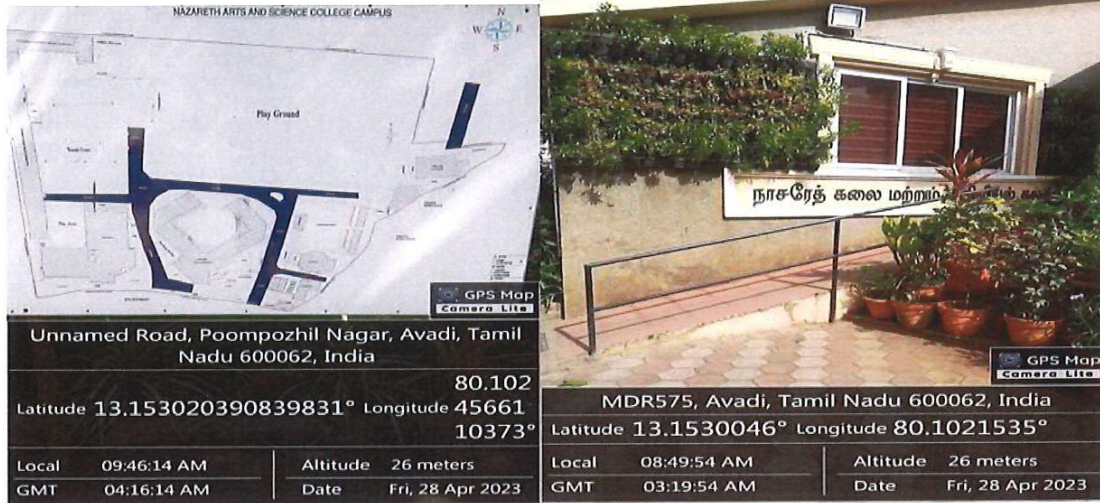 NAZARETH ARTS AND SCIENCE COLLEGE CAMPUS
N
W E
S
Play Ground
GPS Map
Camera Lite
Unnamed Road, Poompozhil Nagar, Avadi, Tamil
Nadu 600062, India
Latitude 13.153020390839831° Longitude 80.102
45661
10373°
Local 09:46:14 AM
GMT 04:16:14 AM
Altitude 26 meters
Date Fri, 28 Apr 2023
நாசரேத் கலை மற்றும்
GPS Map
Camera Lite
MDR575, Avadi, Tamil Nadu 600062, India
Latitude 13.1530046° Longitude 80.1021535°
Local 08:49:54 AM
GMT 03:19:54 AM
Altitude 26 meters
Date Fri, 28 Apr 2023